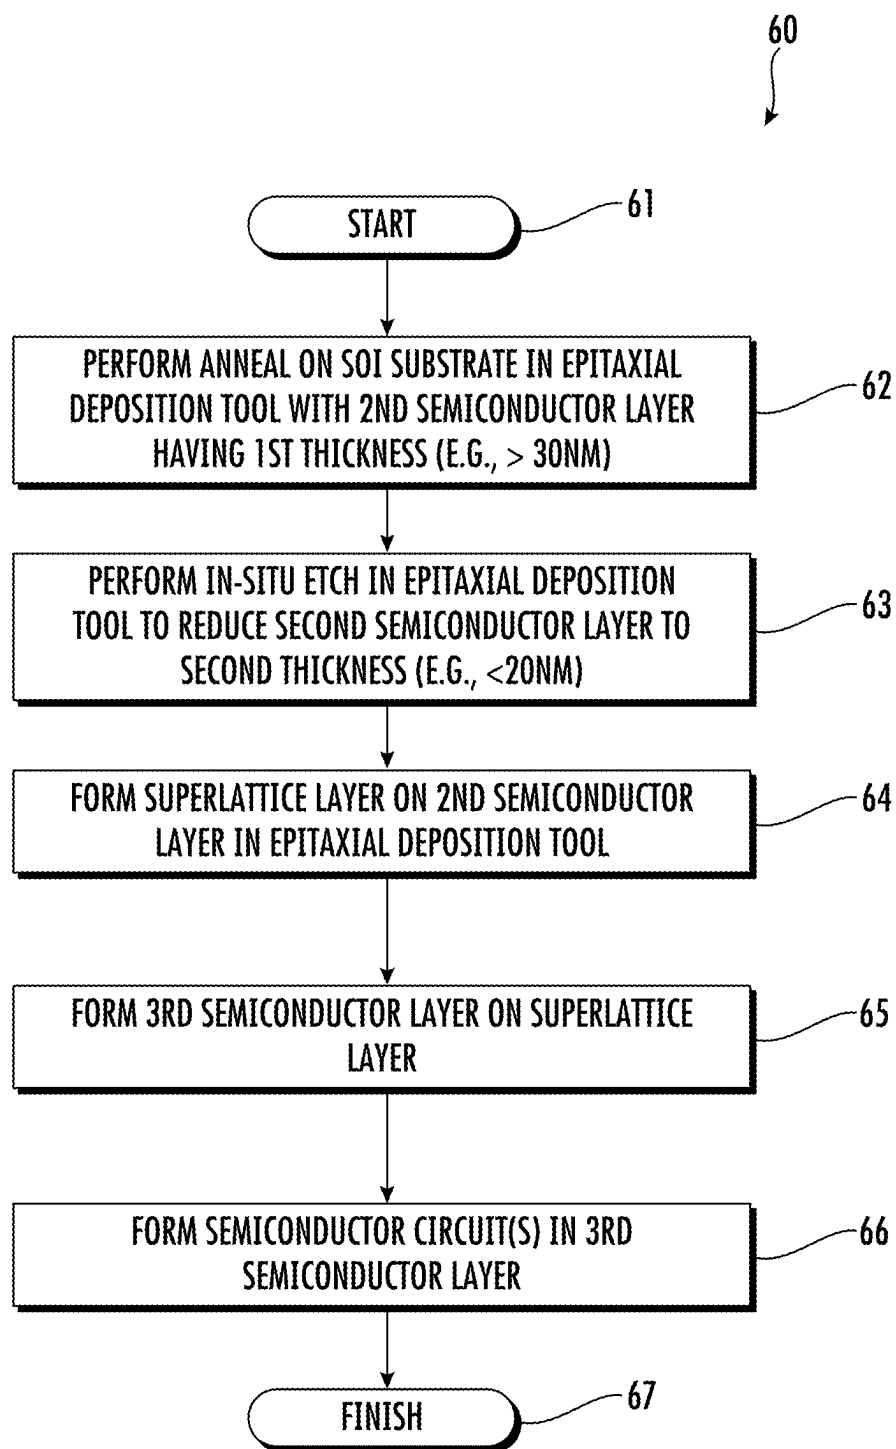 60
START
61
PERFORM ANNEAL ON SOI SUBSTRATE IN EPITAXIAL
DEPOSITION TOOL WITH 2ND SEMICONDUCTOR LAYER
HAVING 1ST THICKNESS (E.G., > 30NM)
62
PERFORM IN-SITU ETCH IN EPITAXIAL DEPOSITION
TOOL TO REDUCE SECOND SEMICONDUCTOR LAYER TO
SECOND THICKNESS (E.G., <20NM)
63
FORM SUPERLATTICE LAYER ON 2ND SEMICONDUCTOR
LAYER IN EPITAXIAL DEPOSITION TOOL
64
FORM 3RD SEMICONDUCTOR LAYER ON SUPERLATTICE
LAYER
65
FORM SEMICONDUCTOR CIRCUIT(S) IN 3RD
SEMICONDUCTOR LAYER
66
FINISH
67